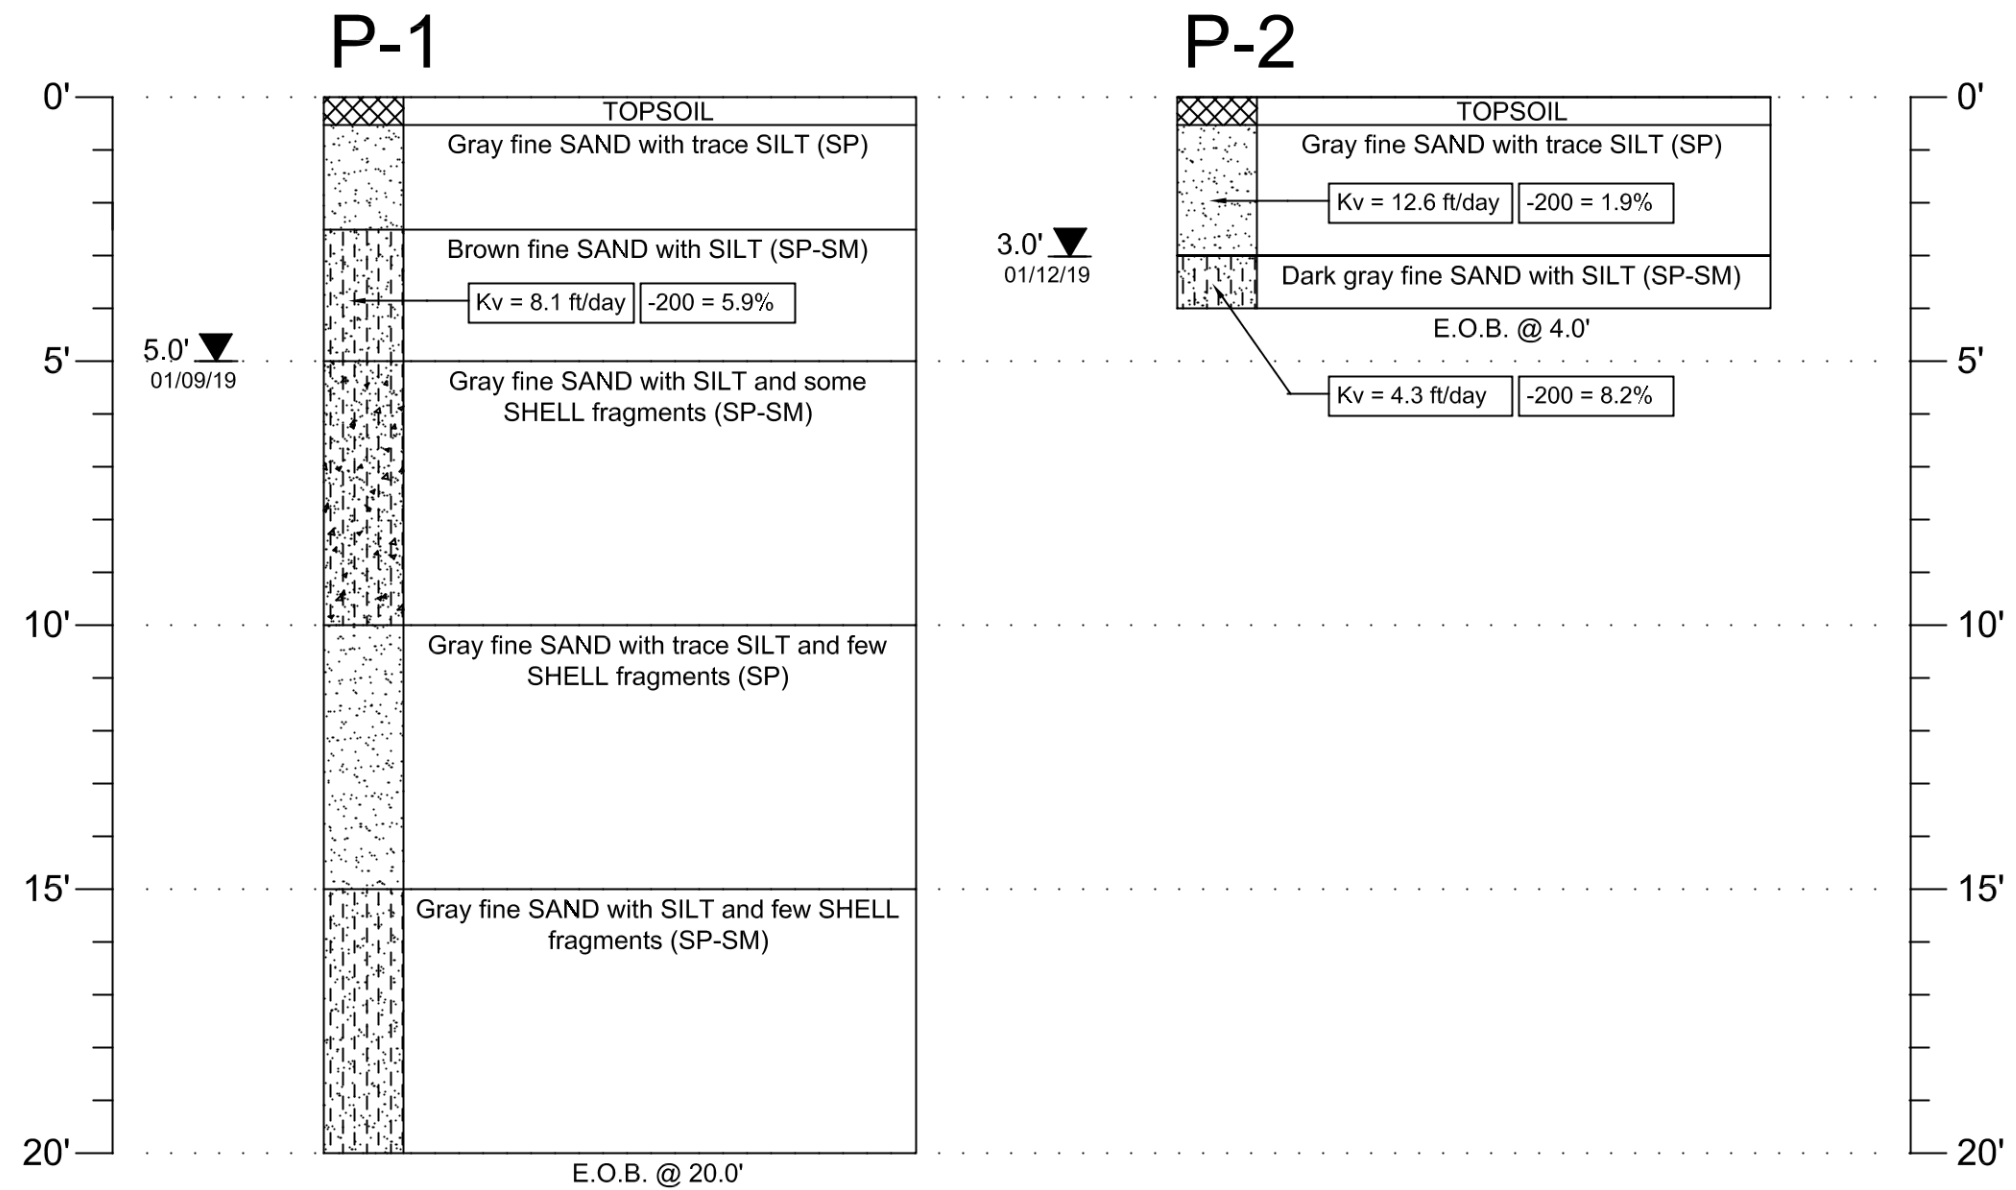 P-1
P-2
0'
TOPSOIL
TOPSOIL
0'
Gray fine SAND with trace SILT (SP)
Gray fine SAND with trace SILT (SP)
Kv = 12.6 ft/day
-200 = 1.9%
Brown fine SAND with SILT (SP-SM)
3.0'
01/12/19
Dark gray fine SAND with SILT (SP-SM)
Kv = 8.1 ft/day
-200 = 5.9%
E.O.B. @ 4.0'
5'
5.0'
01/09/19
5'
Gray fine SAND with SILT and some
SHELL fragments (SP-SM)
Kv = 4.3 ft/day
-200 = 8.2%
10'
10'
Gray fine SAND with trace SILT and few
SHELL fragments (SP)
15'
15'
Gray fine SAND with SILT and few SHELL
fragments (SP-SM)
20'
20'
E.O.B. @ 20.0'